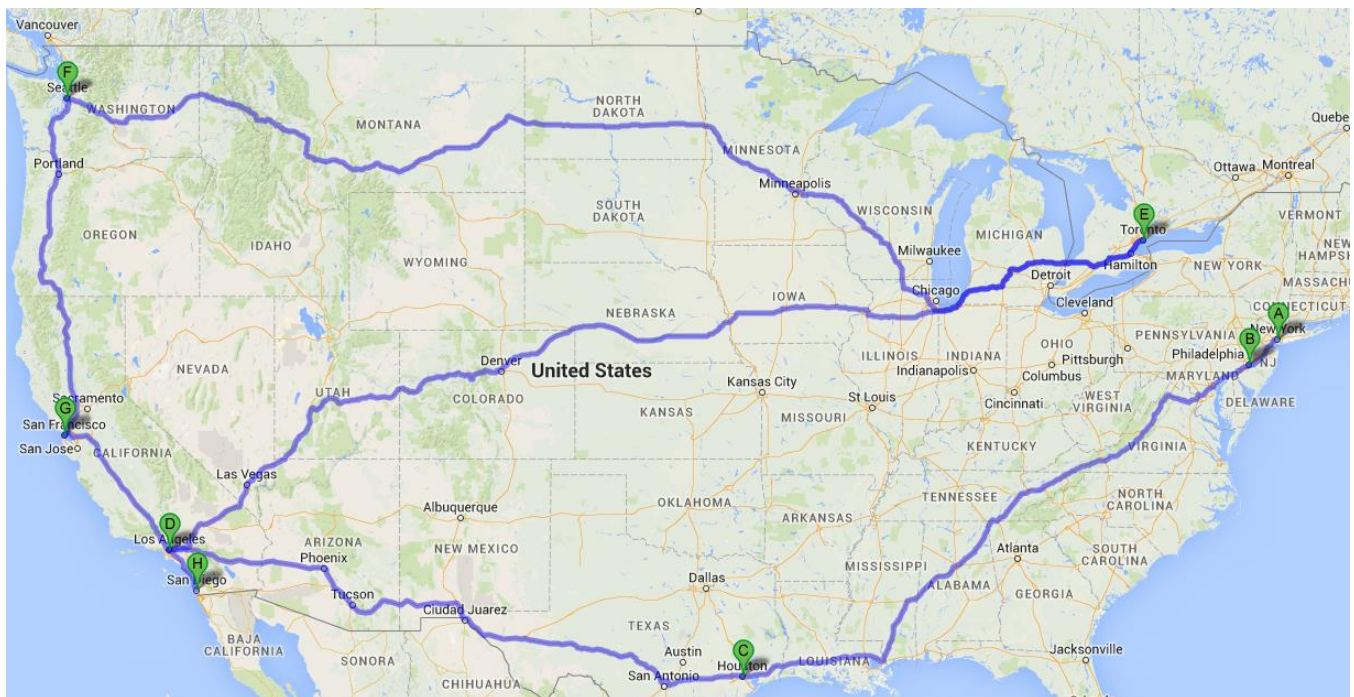 Vancouver
F
Seattle
WASHINGTON
MONTANA
NORTH
DAKOTA
MINNESOTA
Quebe
Portland
Minneapolis
Ottawa
Montreal
OREGON
IDAHO
SOUTH
DAKOTA
WISCONSIN
MICHIGAN
E
Toronto
Hamilton
VERMONT
NEW
HAMPSH
WYOMING
Milwaukee
Detroit
NEW YORK
MASSACHU
Chicago
IOWA
NEBRASKA
Cleveland
CONNECTICUT
A
New York
PENNSYLVANIA
B
Philadelphia
NJ
NEVADA
UTAH
Denver
United States
COLORADO
ILLINOIS
INDIANA
Indianapolis
OHIO
Columbus
Pittsburgh
MARYLAND
DELAWARE
Sacramento
G
San Francisco
San Jose
CALIFORNIA
Kansas City
KANSAS
MISSOURI
St Louis
Cincinnati
WEST
VIRGINIA
KENTUCKY
VIRGINIA
Las Vegas
D
Los Angeles
ARIZONA
Phoenix
Albuquerque
NEW MEXICO
OKLAHOMA
ARKANSAS
TENNESSEE
NORTH
CAROLINA
H
San Diego
Tucson
Ciudad Juarez
Dallas
MISSISSIPPI
ALABAMA
Atlanta
SOUTH
CAROLINA
GEORGIA
BAJA
CALIFORNIA
SONORA
CHIHUAHUA
TEXAS
Austin
San Antonio
C
Houston
LOUISIANA
Jacksonville